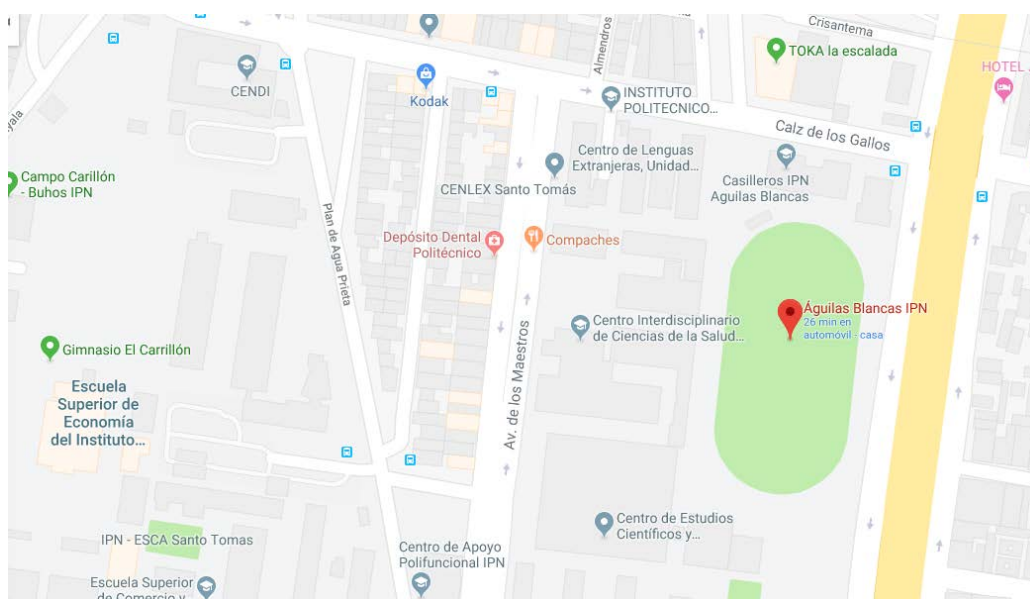 Crisantema
TOKA la escalada
HOTEL
Almendros
CENDI
Kodak
INSTITUTO
POLITECNICO...
Calz de los Gallos
yala
Centro de Lenguas
Extranjeras, Unidad...
Campo Carillón
- Buhos IPN
CENLEX Santo Tomás
Casilleros IPN
Aguilas Blancas
Plan de Agua Prieta
Depósito Dental
Politécnico
Compaches
Águilas Blancas IPN
26 min en
automóvil - casa
Centro Interdisciplinario
de Ciencias de la Salud...
Gimnasio El Carrillón
Av. de los Maestros
Escuela
Superior de
Economía
del Instituto...
Centro de Estudios
Científicos y...
IPN - ESCA Santo Tomas
Centro de Apoyo
Polifuncional IPN
Escuela Superior
de Comercio y